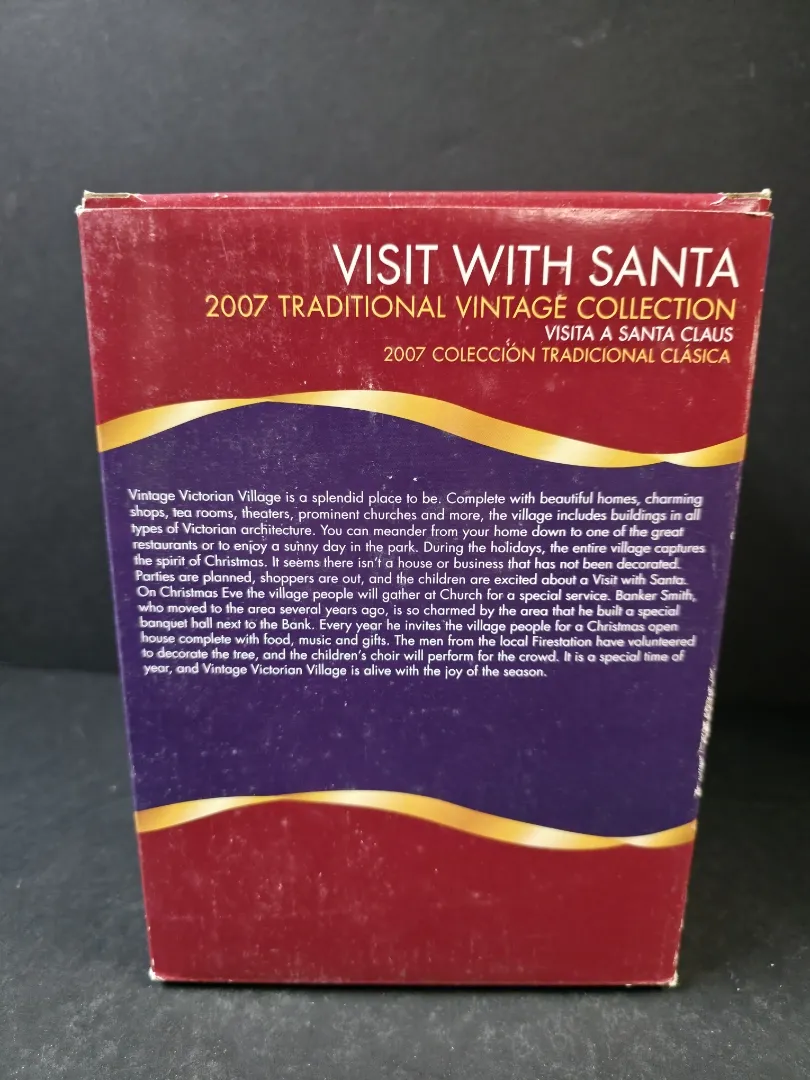 VISIT WITH SANTA
2007 TRADITIONAL VINTAGE COLLECTION
VISITA A SANTA CLAUS
2007 COLECCIÓN TRADICIONAL CLÁSICA
Vintage Victorian Village is a splendid place to be. Complete with beautiful homes, charming
shops, tea rooms, theaters, prominent churches and more, the village includes buildings in all
types of Victorian architecture. You can meander from your home down to one of the great
restaurants or to enjoy a sunny day in the park. During the holidays, the entire village captures
the spirit of Christmas. It seems there isn't a house or business that has not been decorated.
Parties are planned, shoppers are out, and the children are excited about a Visit with Santa.
On Christmas Eve the village people will gather at Church for a special service. Banker Smith,
who moved to the area several years ago, is so charmed by the area that he built a special
banquet hall next to the Bank. Every year he invites the village people for a Christmas open
house complete with food, music and gifts. The men from the local Firestation have volunteered
to decorate the tree, and the children's choir will perform for the crowd. It is a special time of
year, and Vintage Victorian Village is alive with the joy of the season.